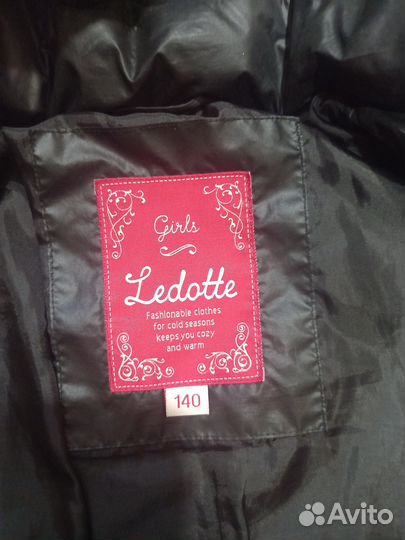 Girls
Ledotte
Fashionable clothes
for cold seasons
keeps you cozy
and warm
140
Avito